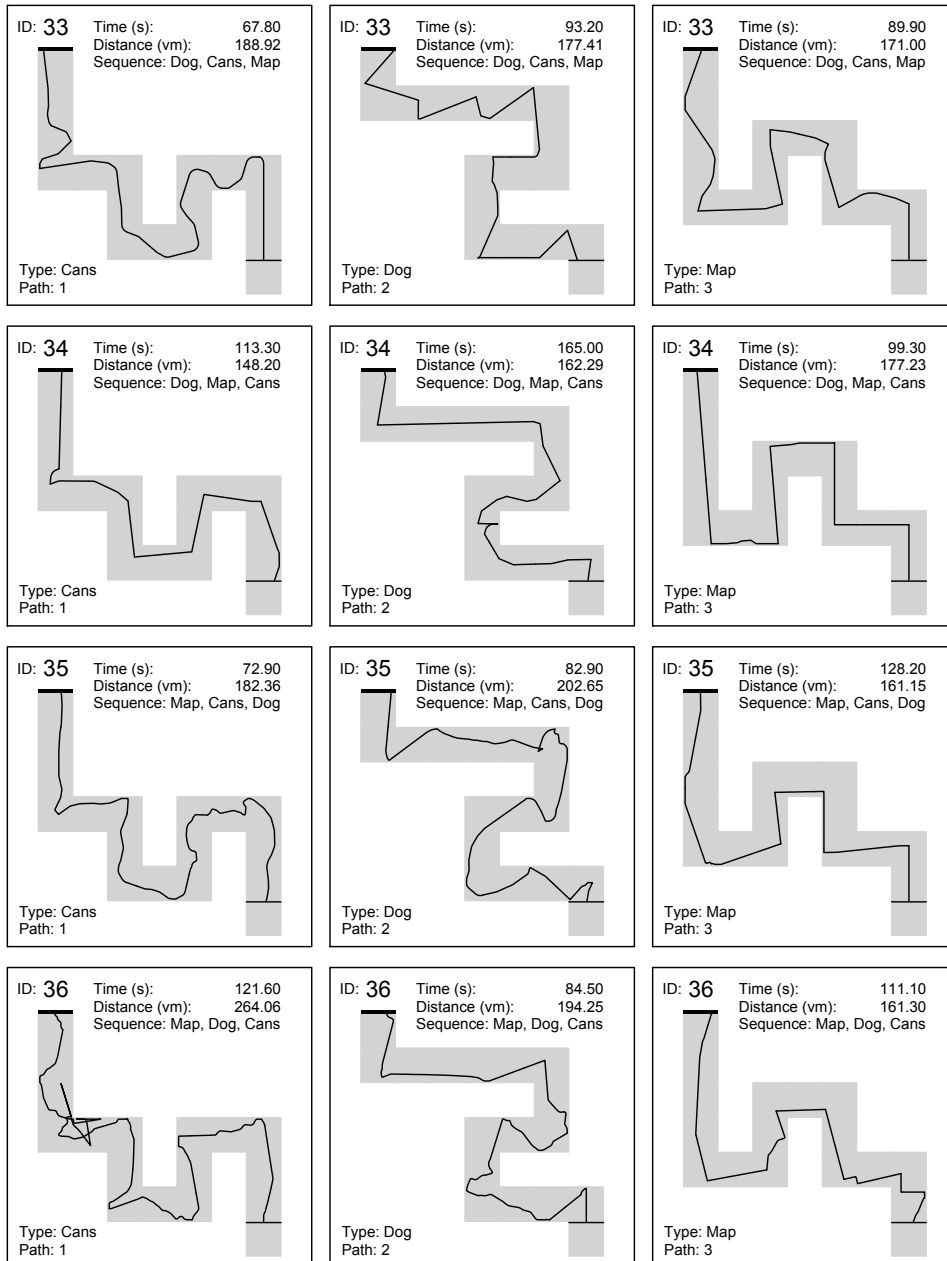 ID: 33 Time (s): 67.80
Distance (vm): 188.92
Sequence: Dog, Cans, Map
Type: Cans
Path: 1
ID: 33 Time (s): 93.20
Distance (vm): 177.41
Sequence: Dog, Cans, Map
Type: Dog
Path: 2
ID: 33 Time (s): 89.90
Distance (vm): 171.00
Sequence: Dog, Cans, Map
Type: Map
Path: 3
ID: 34 Time (s): 113.30
Distance (vm): 148.20
Sequence: Dog, Map, Cans
Type: Cans
Path: 1
ID: 34 Time (s): 165.00
Distance (vm): 162.29
Sequence: Dog, Map, Cans
Type: Dog
Path: 2
ID: 34 Time (s): 99.30
Distance (vm): 177.23
Sequence: Dog, Map, Cans
Type: Map
Path: 3
ID: 35 Time (s): 72.90
Distance (vm): 182.36
Sequence: Map, Cans, Dog
Type: Cans
Path: 1
ID: 35 Time (s): 82.90
Distance (vm): 202.65
Sequence: Map, Cans, Dog
Type: Dog
Path: 2
ID: 35 Time (s): 128.20
Distance (vm): 161.15
Sequence: Map, Cans, Dog
Type: Map
Path: 3
ID: 36 Time (s): 121.60
Distance (vm): 264.06
Sequence: Map, Dog, Cans
Type: Cans
Path: 1
ID: 36 Time (s): 84.50
Distance (vm): 194.25
Sequence: Map, Dog, Cans
Type: Dog
Path: 2
ID: 36 Time (s): 111.10
Distance (vm): 161.30
Sequence: Map, Dog, Cans
Type: Map
Path: 3